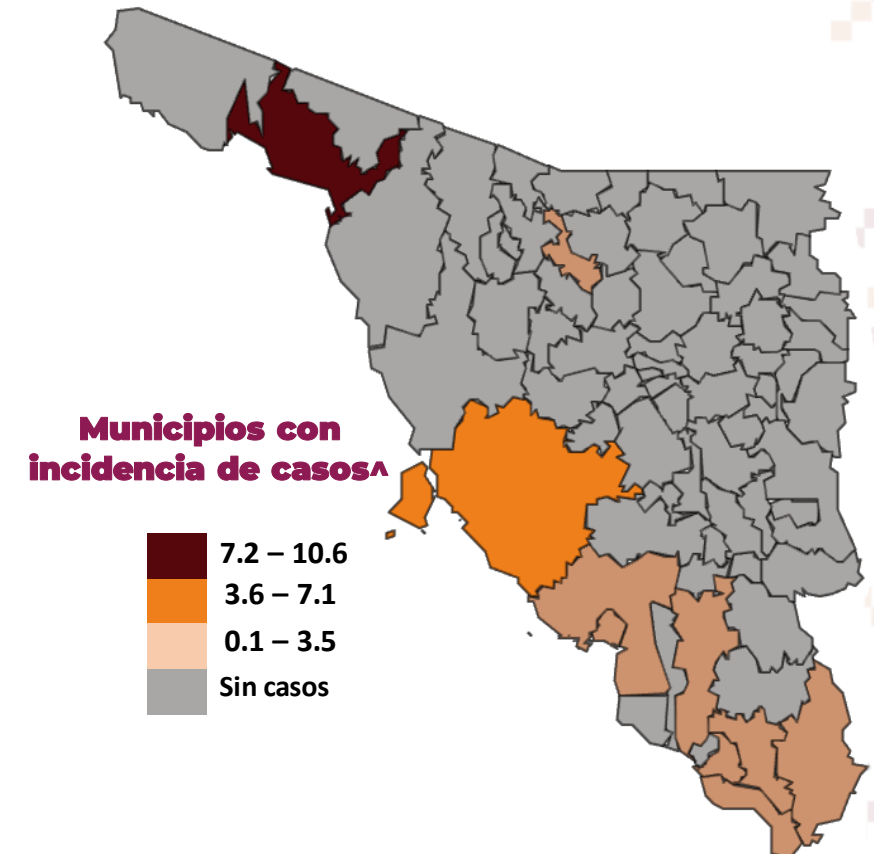 Municipios con
incidencia de casos^
7.2 – 10.6
3.6 – 7.1
0.1 – 3.5
Sin casos